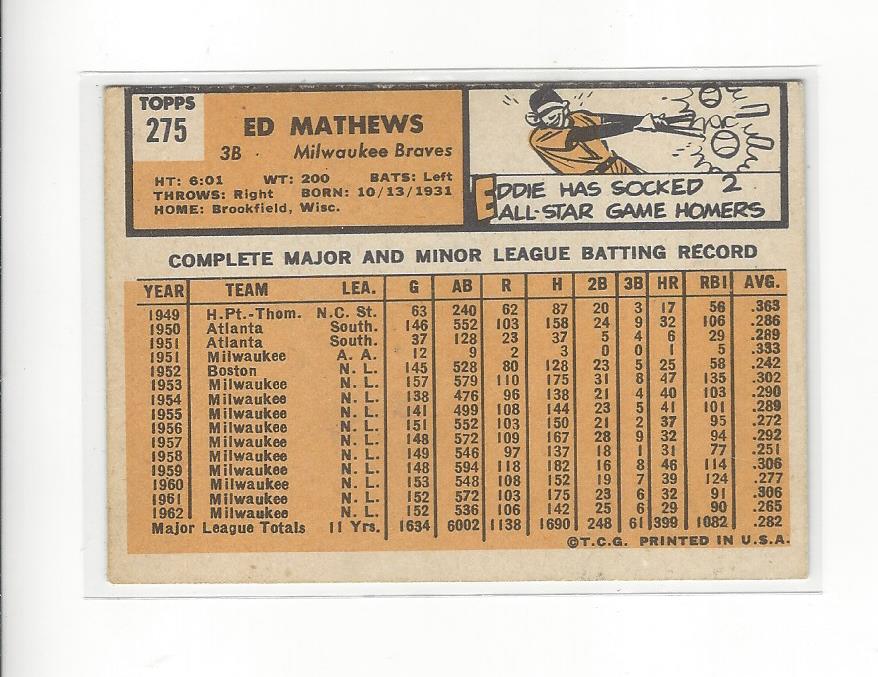 TOPPS
275
ED MATHEWS
3B · Milwaukee Braves
HT: 6:01 WT: 200 BATS: Left
THROWS: Right BORN: 10/13/1931
HOME: Brookfield, Wisc.
EDDIE HAS SOCKED 2
ALL-STAR GAME HOMERS
COMPLETE MAJOR AND MINOR LEAGUE BATTING RECORD
YEAR TEAM LEA. G AB R H 2B 3B HR RBI AVG.
1949 H.Pt.-Thom. N.C. St. 63 240 62 87 20 3 17 56 .363
1950 Atlanta South. 146 552 103 158 24 9 32 106 .286
1951 Atlanta South. 37 128 23 37 5 4 6 29 .289
1951 Milwaukee A. A. 12 9 2 3 0 0 1 5 .333
1952 Boston N. L. 145 528 80 128 23 5 25 58 .242
1953 Milwaukee N. L. 157 579 110 175 31 8 47 135 .302
1954 Milwaukee N. L. 138 476 96 138 21 4 40 103 .290
1955 Milwaukee N. L. 141 499 108 144 23 5 41 101 .289
1956 Milwaukee N. L. 151 552 103 150 21 2 37 95 .272
1957 Milwaukee N. L. 148 572 109 167 28 9 32 94 .292
1958 Milwaukee N. L. 149 546 97 137 18 1 31 77 .251
1959 Milwaukee N. L. 148 594 118 182 16 8 46 114 .306
1960 Milwaukee N. L. 153 548 108 152 19 7 39 124 .277
1961 Milwaukee N. L. 152 572 103 175 23 6 32 91 .306
1962 Milwaukee N. L. 152 536 106 142 25 6 29 90 .265
Major League Totals 11 Yrs. 1634 6002 1138 1690 248 61 399 1082 .282
©T.C.G. PRINTED IN U.S.A.